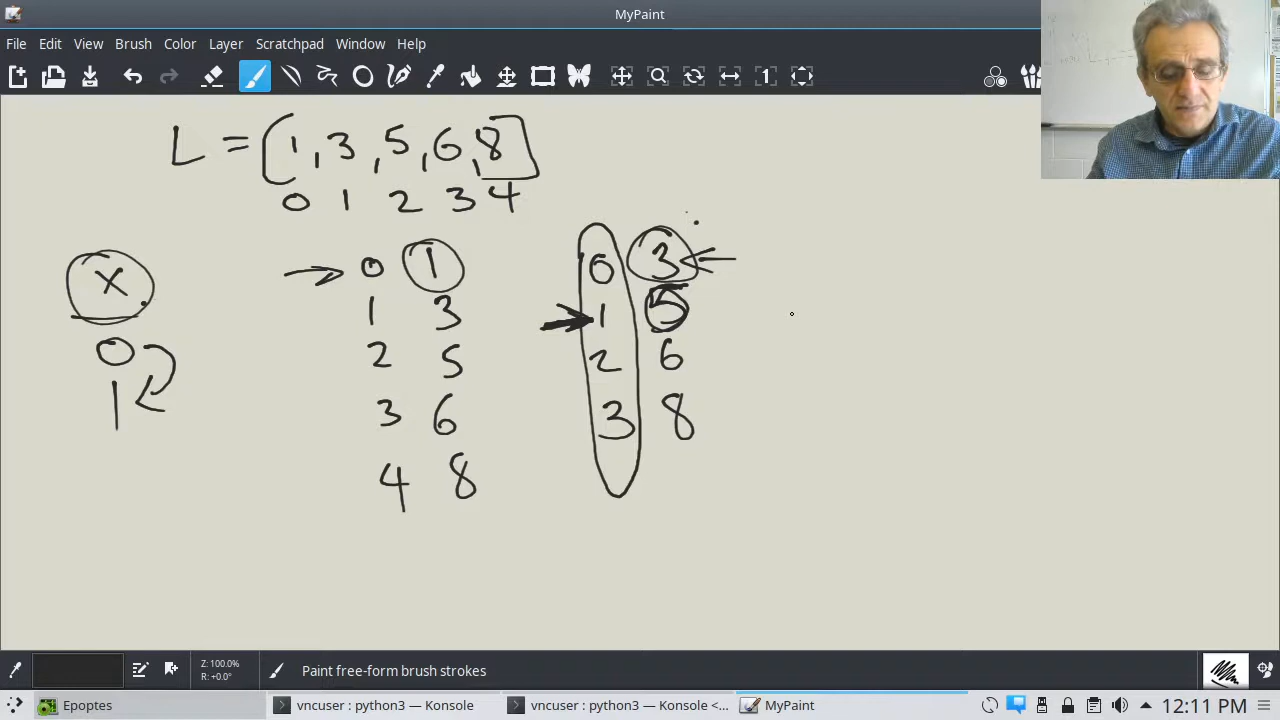 MyPaint
File Edit View Brush Color Layer Scratchpad Window Help
L = [1, 3, 5, 6, 8]
0 1 2 3 4
X 0 1 0 3
0 1 3 1 5
1 2 5 2 6
3 6 3 8
4 8
Z: 100.0%
R: +0.0°
Paint free-form brush strokes
Epoptes vncuser : python3 — Konsole vncuser : python3 — Konsole <... MyPaint 12:11 PM